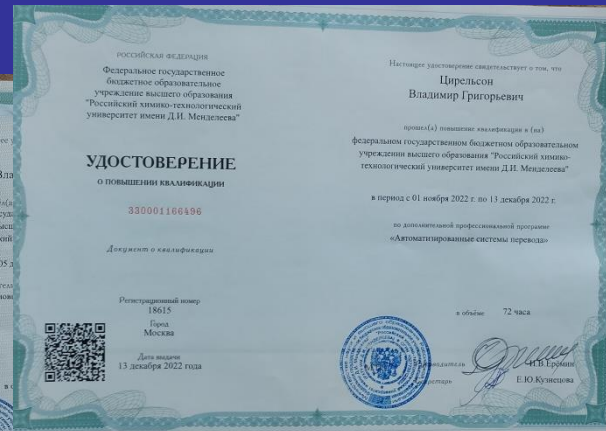 РОССИЙСКАЯ ФЕДЕРАЦИЯ
Федеральное государственное
бюджетное образовательное
учреждение высшего образования
"Российский химико-технологический
университет имени Д.И. Менделеева"
УДОСТОВЕРЕНИЕ
О ПОВЫШЕНИИ КВАЛИФИКАЦИИ
330001166496
Документ о квалификации
Регистрационный номер
18615
Город
Москва
Дата выдачи
13 декабря 2022 года
Настоящее удостоверение свидетельствует о том, что
Цирельсон
Владимир Григорьевич
прошел(а) повышение квалификации в (на)
федеральном государственном бюджетном образовательном
учреждении высшего образования "Российский химико-
технологический университет имени Д.И. Менделеева"
в период с 01 ноября 2022 г. по 13 декабря 2022 г.
по дополнительной профессиональной программе
«Автоматизированные системы перевода»
в объёме 72 часа
Е.Ю.Кузнецова